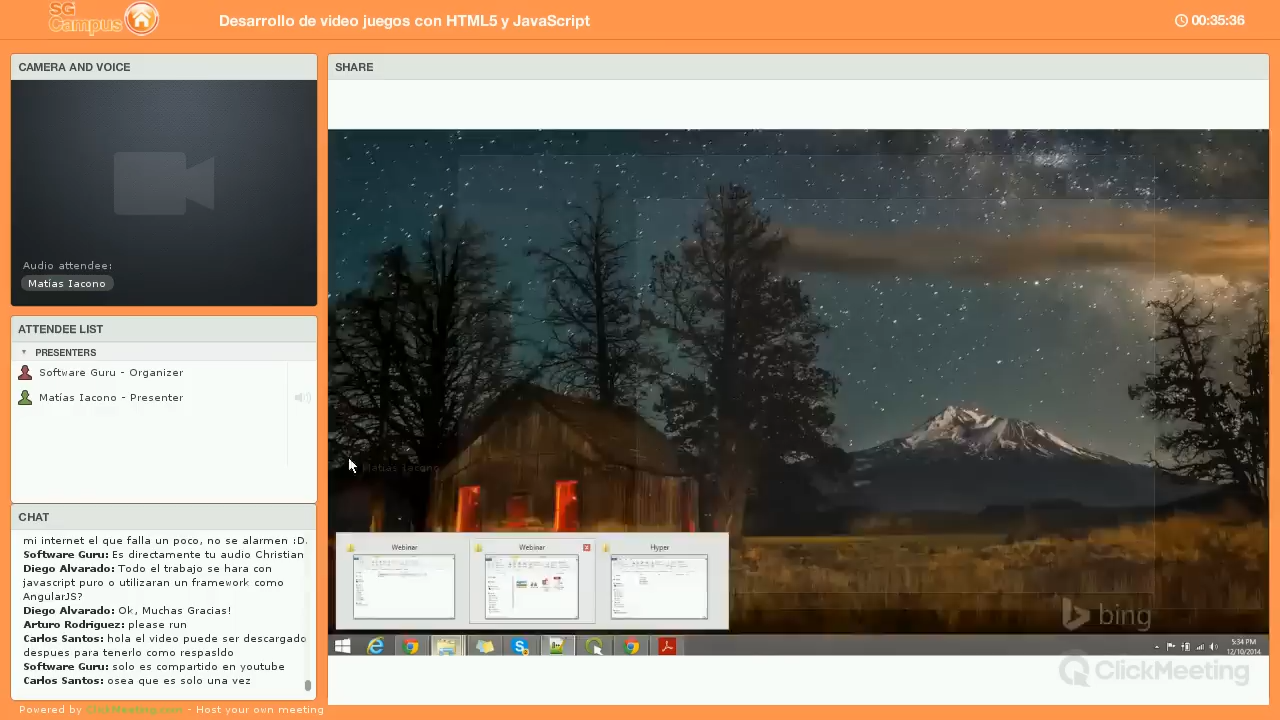 SG Campus
Desarrollo de video juegos con HTML5 y JavaScript
00:35:36
CAMERA AND VOICE
Audio attendee:
Matías Iacono
ATTENDEE LIST
PRESENTERS
Software Guru - Organizer
Matías Iacono - Presenter
CHAT
mi internet el que falla un poco, no se alarmen :D.
Software Guru: Es directamente tu audio Christian
Diego Alvarado: Todo el trabajo se hara con
javascript puro o utilizaran un framework como
AngularJS?
Diego Alvarado: Ok, Muchas Gracias!
Arturo Rodriguez: please run
Carlos Santos: hola el video puede ser descargado
despues para tenerlo como respasldo
Software Guru: solo es compartido en youtube
Carlos Santos: osea que es solo una vez
Powered by ClickMeeting.com - Host your own meeting
SHARE
Matías Iacono
Webinar
Webinar
Hyper
bing
5:34 PM
12/10/2014
ClickMeeting